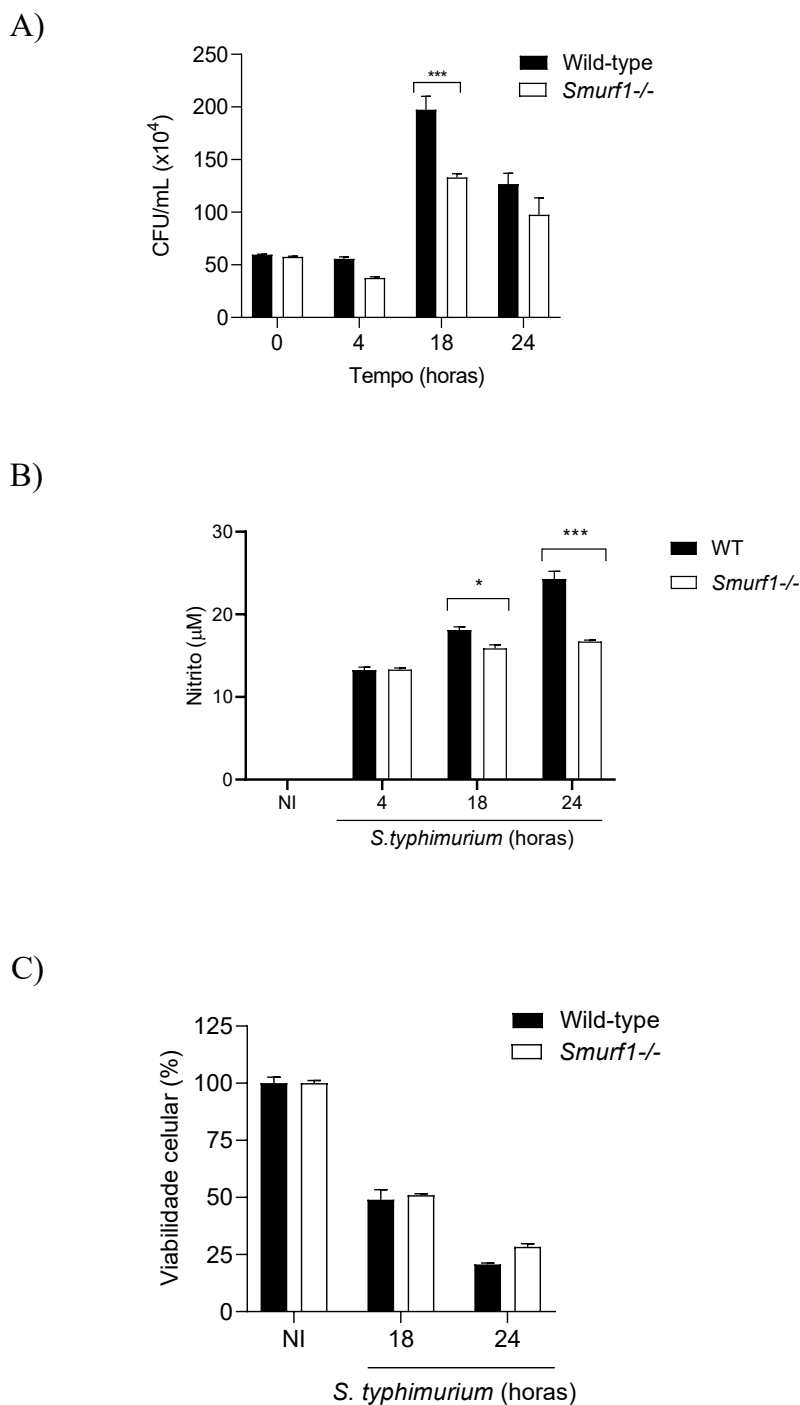 A)
250
200
150
100
50
0
CFU/mL (x10⁴)
***
Wild-type
Smurf1-/-
0 4 18 24
Tempo (horas)
B)
30
20
10
0
Nitrito (μM)
*
***
WT
Smurf1-/-
NI 4 18 24
S.typhimurium (horas)
C)
125
100
75
50
25
0
Viabilidade celular (%)
Wild-type
Smurf1-/-
NI 18 24
S. typhimurium (horas)